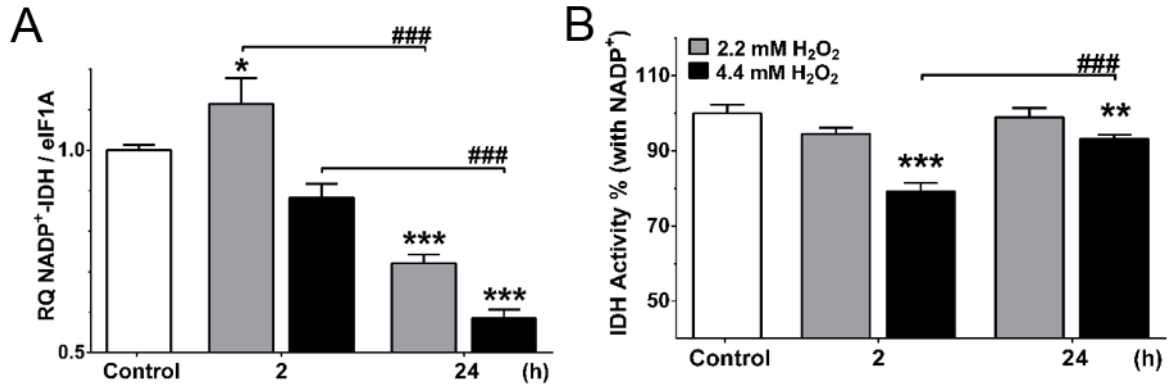 A
RQ NADP⁺-IDH / eIF1A
1.0
0.5
*
###
###
***
***
Control 2 24 (h)
B
IDH Activity % (with NADP⁺)
2.2 mM H₂O₂
4.4 mM H₂O₂
110
90
70
50
###
***
**
Control 2 24 (h)